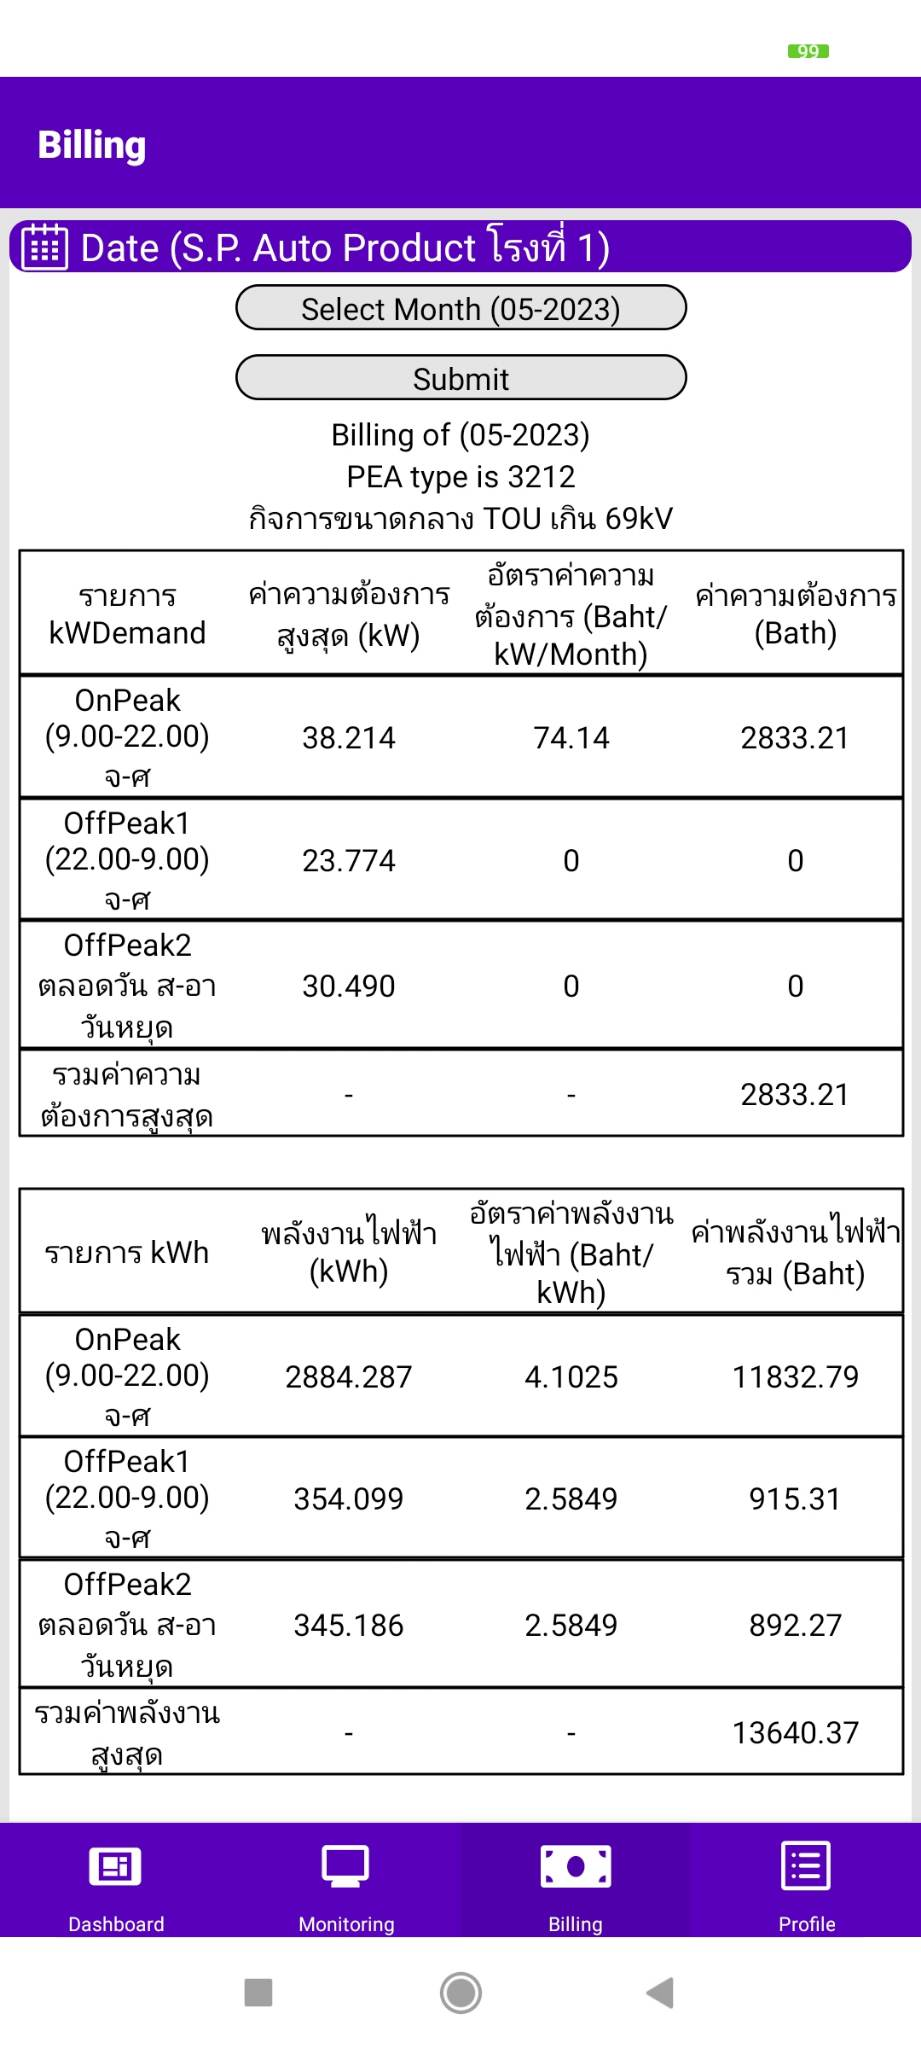 99
Billing
Date (S.P. Auto Product โรงที่ 1)
Select Month (05-2023)
Submit
Billing of (05-2023)
PEA type is 3212
กิจการขนาดกลาง TOU เกิน 69kV
รายการ
kWDemand
ค่าความต้องการ
สูงสุด (kW)
อัตราค่าความ
ต้องการ (Baht/
kW/Month)
ค่าความต้องการ
(Bath)
OnPeak
(9.00-22.00)
จ-ศ
38.214
74.14
2833.21
OffPeak1
(22.00-9.00)
จ-ศ
23.774
0
0
OffPeak2
ตลอดวัน ส-อา
วันหยุด
30.490
0
0
รวมค่าความ
ต้องการสูงสุด
-
-
2833.21
รายการ kWh
พลังงานไฟฟ้า
(kWh)
อัตราค่าพลังงาน
ไฟฟ้า (Baht/
kWh)
ค่าพลังงานไฟฟ้า
รวม (Baht)
OnPeak
(9.00-22.00)
จ-ศ
2884.287
4.1025
11832.79
OffPeak1
(22.00-9.00)
จ-ศ
354.099
2.5849
915.31
OffPeak2
ตลอดวัน ส-อา
วันหยุด
345.186
2.5849
892.27
รวมค่าพลังงาน
สูงสุด
-
-
13640.37
Dashboard
Monitoring
Billing
Profile